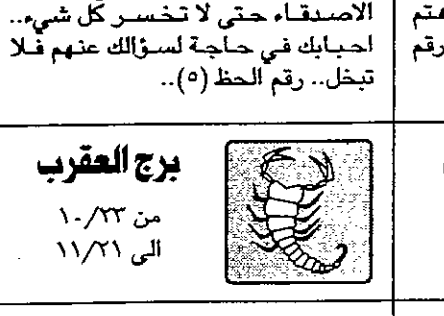 الاصدقاء حتى لا تخسر كل شيء..
احبابك في حاجة لسؤالك عنهم فلا
تبخل.. رقم الحظ (٥)..
برج العقرب
من ١٠/٢٣
الى ١١/٢١
رقم